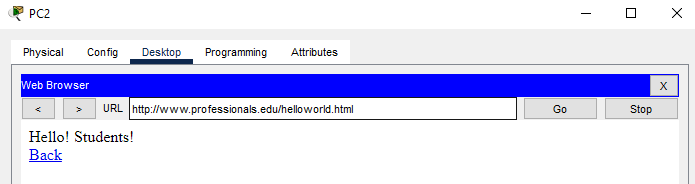 PC2
Physical Config Desktop Programming Attributes
Web Browser X
< > URL http://www.professionals.edu/helloworld.html Go Stop
Hello! Students!
Back